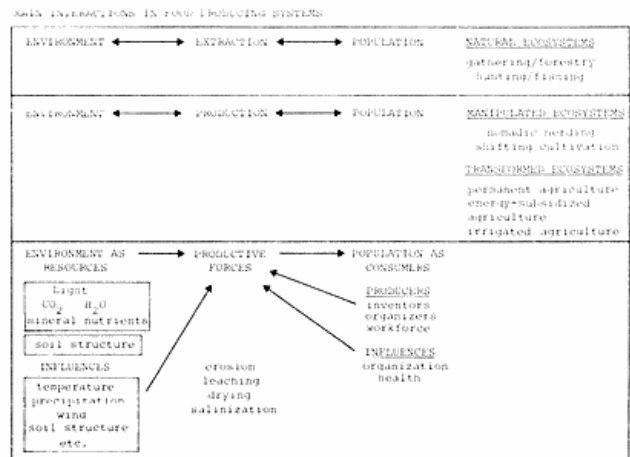 MAIN INTERACTIONS IN FOOD-PRODUCING SYSTEMS
ENVIRONMENT EXTRACTION POPULATION NATURAL ECOSYSTEMS
gathering/forestry
hunting/fishing
ENVIRONMENT PRODUCTION POPULATION MANIPULATED ECOSYSTEMS
nomadic herding
shifting cultivation
TRANSFORMED ECOSYSTEMS
permanent agriculture
energy-subsidized
agriculture
irrigated agriculture
ENVIRONMENT AS PRODUCTIVE POPULATION AS
RESOURCES FORCES CONSUMERS
Light
CO2 H2O
mineral nutrients
soil structure
PRODUCERS
inventors
organizers
workforce
INFLUENCES
temperature
precipitation
wind
soil structure
etc.
erosion
leaching
drying
salinization
INFLUENCES
organization
health